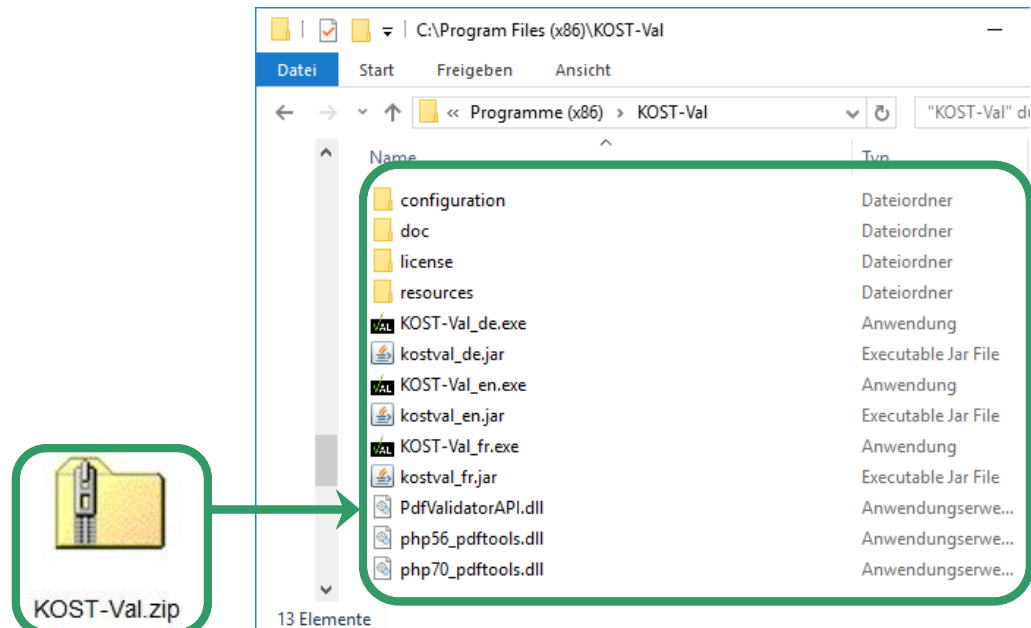 C:\Program Files (x86)\KOST-Val
Datei Start Freigeben Ansicht
« Programme (x86) › KOST-Val "KOST-Val" du
Name Typ
configuration Dateiordner
doc Dateiordner
license Dateiordner
resources Dateiordner
VAL KOST-Val_de.exe Anwendung
kostval_de.jar Executable Jar File
VAL KOST-Val_en.exe Anwendung
kostval_en.jar Executable Jar File
VAL KOST-Val_fr.exe Anwendung
kostval_fr.jar Executable Jar File
PdfValidatorAPI.dll Anwendungserwe...
php56_pdftools.dll Anwendungserwe...
php70_pdftools.dll Anwendungserwe...
KOST-Val.zip
13 Elemente